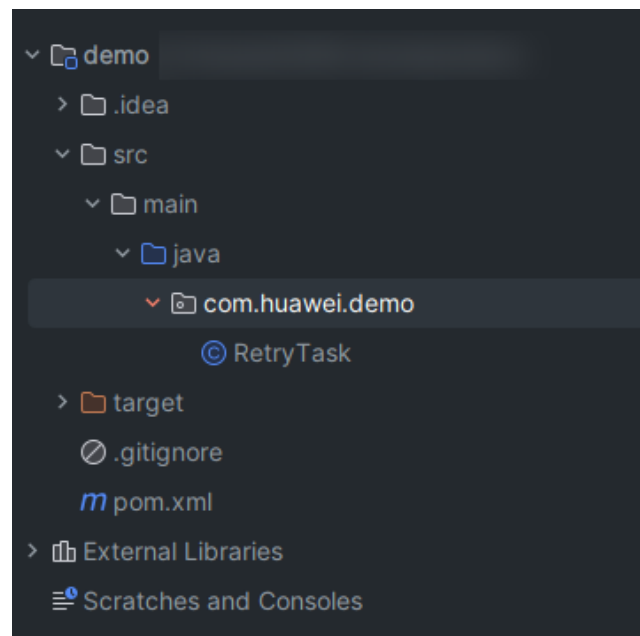 demo
.idea
src
main
java
com.huawei.demo
RetryTask
target
.gitignore
pom.xml
External Libraries
Scratches and Consoles